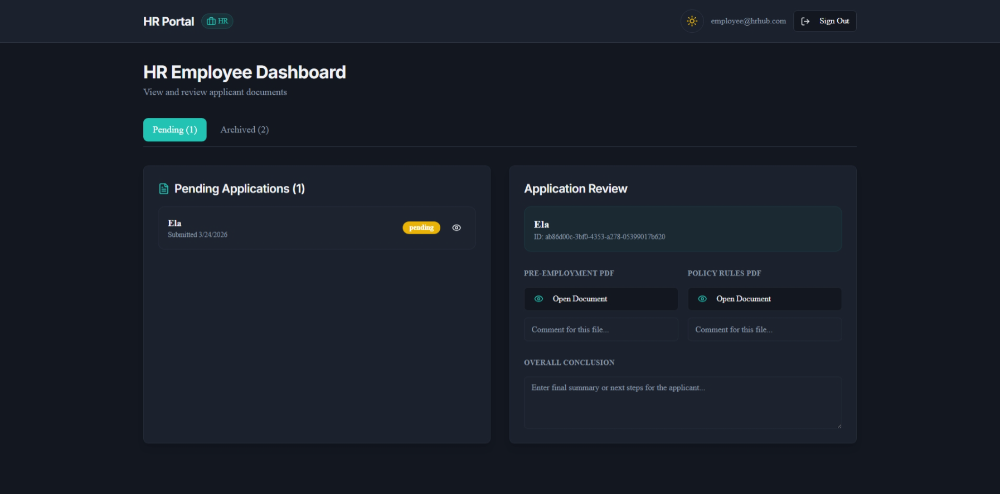 HR Portal HR employee@hrhub.com Sign Out
HR Employee Dashboard
View and review applicant documents
Pending (1) Archived (2)
Pending Applications (1)
Ela
Submitted 3/24/2026
pending
Application Review
Ela
ID: ab86d00c-3bf0-4353-a278-05399017b620
PRE-EMPLOYMENT PDF POLICY RULES PDF
Open Document Open Document
Comment for this file... Comment for this file...
OVERALL CONCLUSION
Enter final summary or next steps for the applicant...